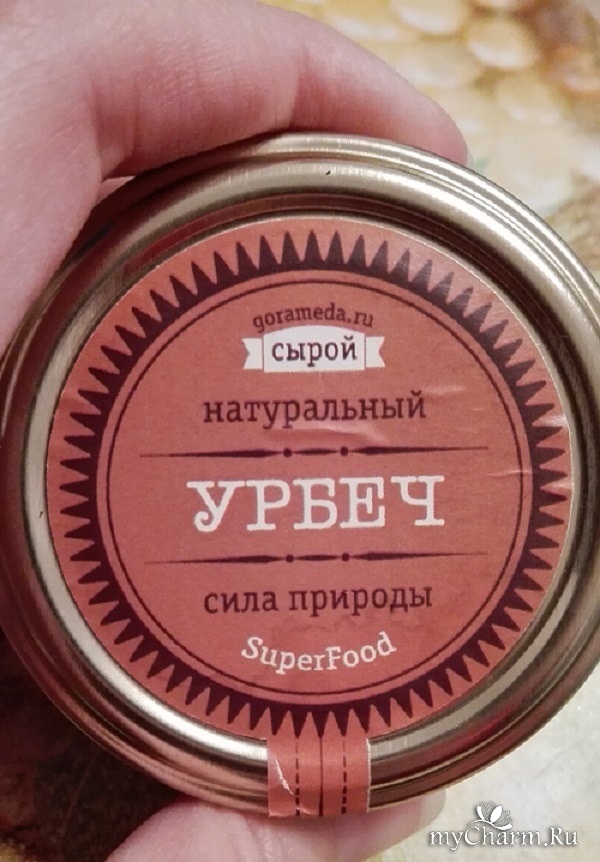 gorameda.ru
сырой
натуральный
УРБЕЧ
сила природы
SuperFood
myCharm.Ru